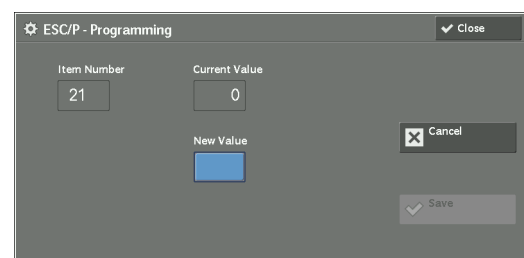 ESC/P - Programming
Close
Item Number
Current Value
21
0
New Value
Cancel
Save